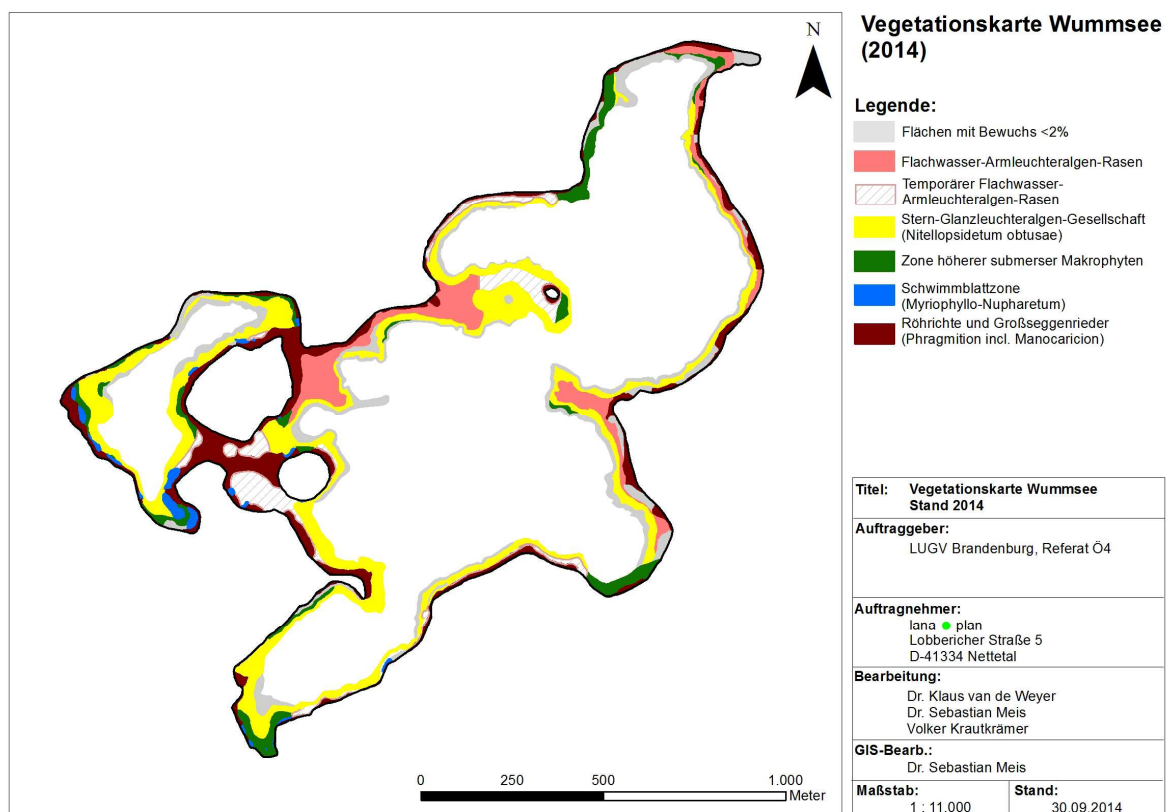 Vegetationskarte Wummsee
(2014)
N
Legende:
Flächen mit Bewuchs <2%
Flachwasser-Armleuchteralgen-Rasen
Temporärer Flachwasser-
Armleuchteralgen-Rasen
Stern-Glanzleuchteralgen-Gesellschaft
(Nitellopsidetum obtusae)
Zone höherer submerser Makrophyten
Schwimmblattzone
(Myriophyllo-Nupharetum)
Röhrichte und Großseggenrieder
(Phragmition incl. Manocaricion)
Titel: Vegetationskarte Wummsee
Stand 2014
Auftraggeber:
LUGV Brandenburg, Referat Ö4
Auftragnehmer:
lana plan
Lobbericher Straße 5
D-41334 Nettetal
Bearbeitung:
Dr. Klaus van de Weyer
Dr. Sebastian Meis
Volker Krautkrämer
GIS-Bearb.:
Dr. Sebastian Meis
Maßstab: Stand:
1 : 11.000 30.09.2014
0 250 500 1.000
Meter